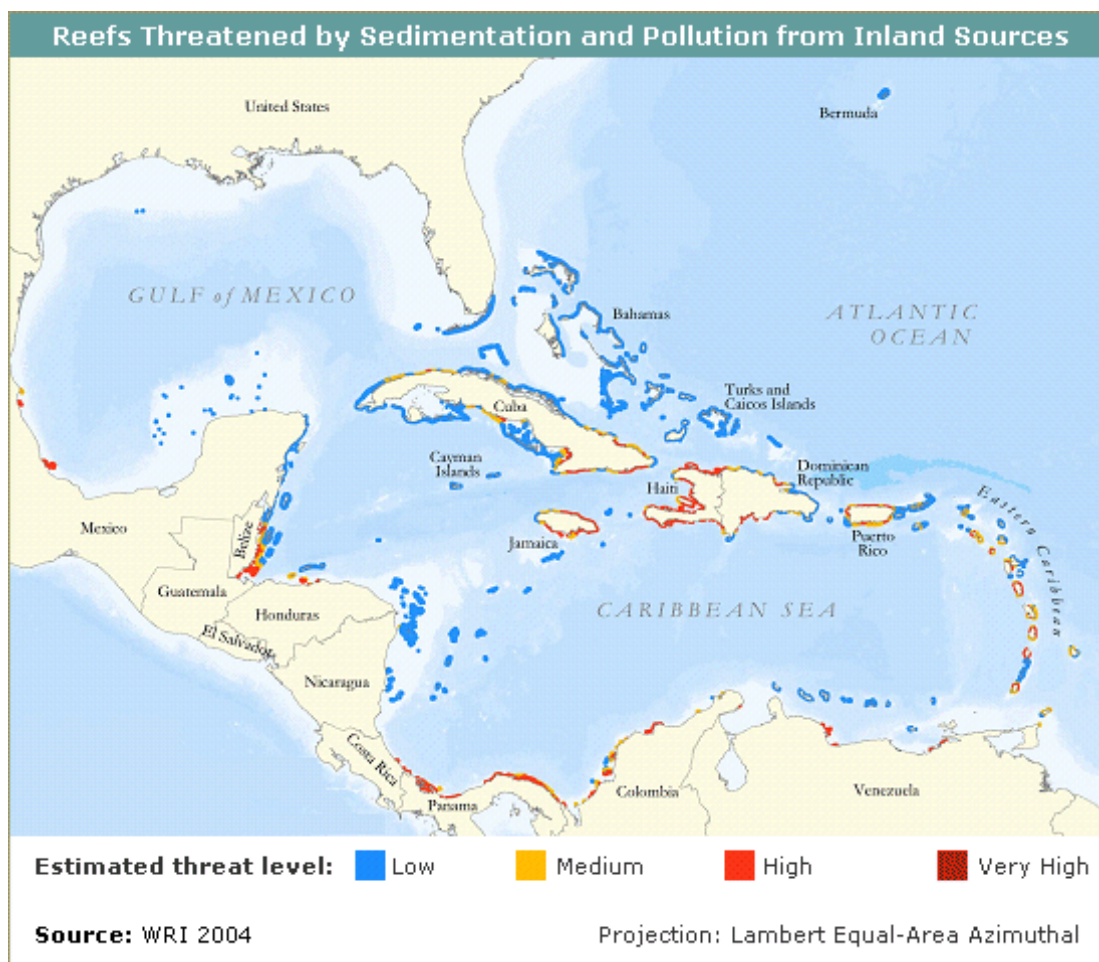 Reefs Threatened by Sedimentation and Pollution from Inland Sources
United States
Bermuda
GULF of MEXICO
Bahamas
ATLANTIC
OCEAN
Turks and
Caicos Islands
Cuba
Cayman
Islands
Dominican
Republic
Haiti
Eastern Caribbean
Mexico
Belize
Jamaica
Puerto
Rico
Guatemala
Honduras
CARIBBEAN SEA
El Salvador
Nicaragua
Costa Rica
Panama
Colombia
Venezuela
Estimated threat level: Low Medium High Very High
Source: WRI 2004
Projection: Lambert Equal-Area Azimuthal